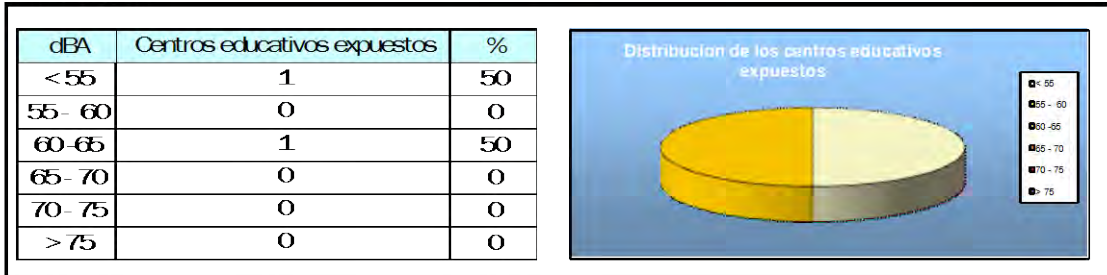 dBA Centros educativos expuestos %
< 55 1 50
55 - 60 0 0
60 -65 1 50
65 - 70 0 0
70 - 75 0 0
> 75 0 0
Distribucion de los centros educativos
expuestos
< 55
55 - 60
60 -65
65 - 70
70 - 75
> 75